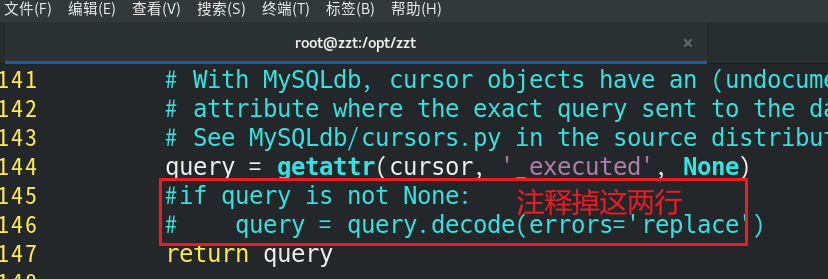 文件(F) 编辑(E) 查看(V) 搜索(S) 终端(T) 标签(B) 帮助(H)
root@zzt:/opt/zzt ×
141 # With MySQLdb, cursor objects have an (undocume
142 # attribute where the exact query sent to the da
143 # See MySQLdb/cursors.py in the source distribut
144 query = getattr(cursor, '_executed', None)
145 #if query is not None: 注释掉这两行
146 # query = query.decode(errors='replace')
147 return query